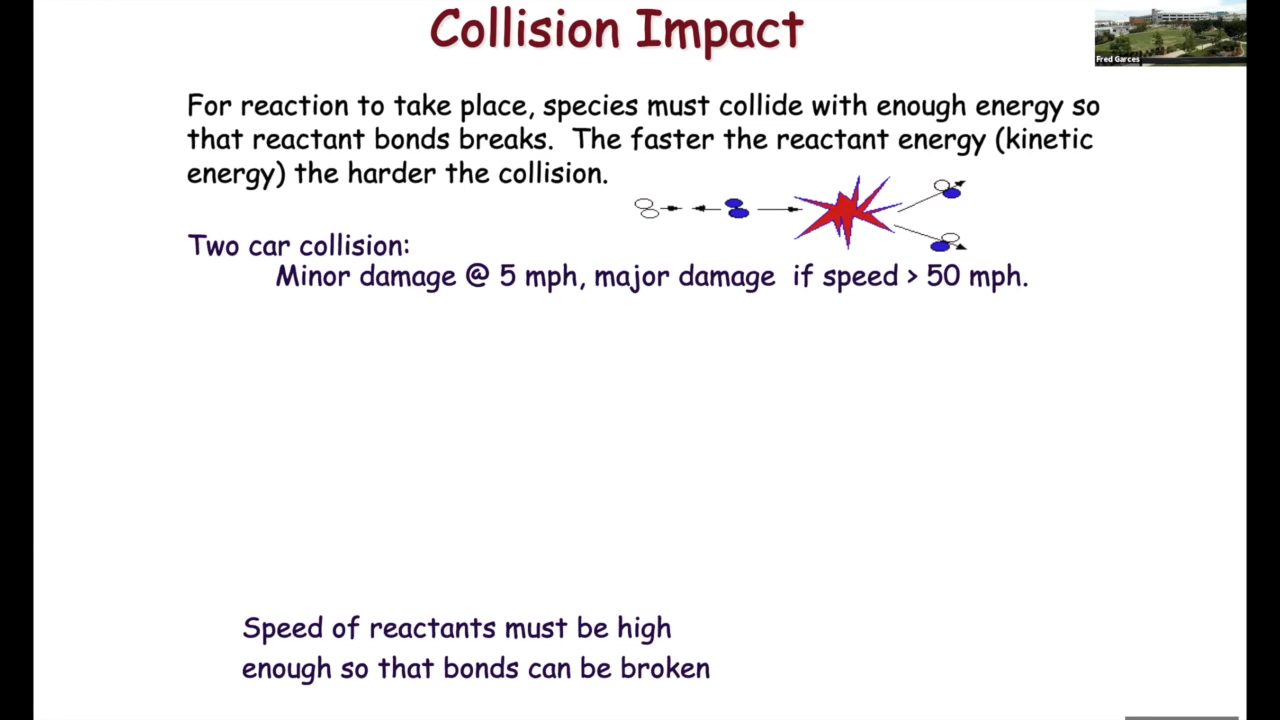 Collision Impact
Fred Garces
For reaction to take place, species must collide with enough energy so
that reactant bonds breaks. The faster the reactant energy (kinetic
energy) the harder the collision.
Two car collision:
Minor damage @ 5 mph, major damage if speed > 50 mph.
Speed of reactants must be high
enough so that bonds can be broken